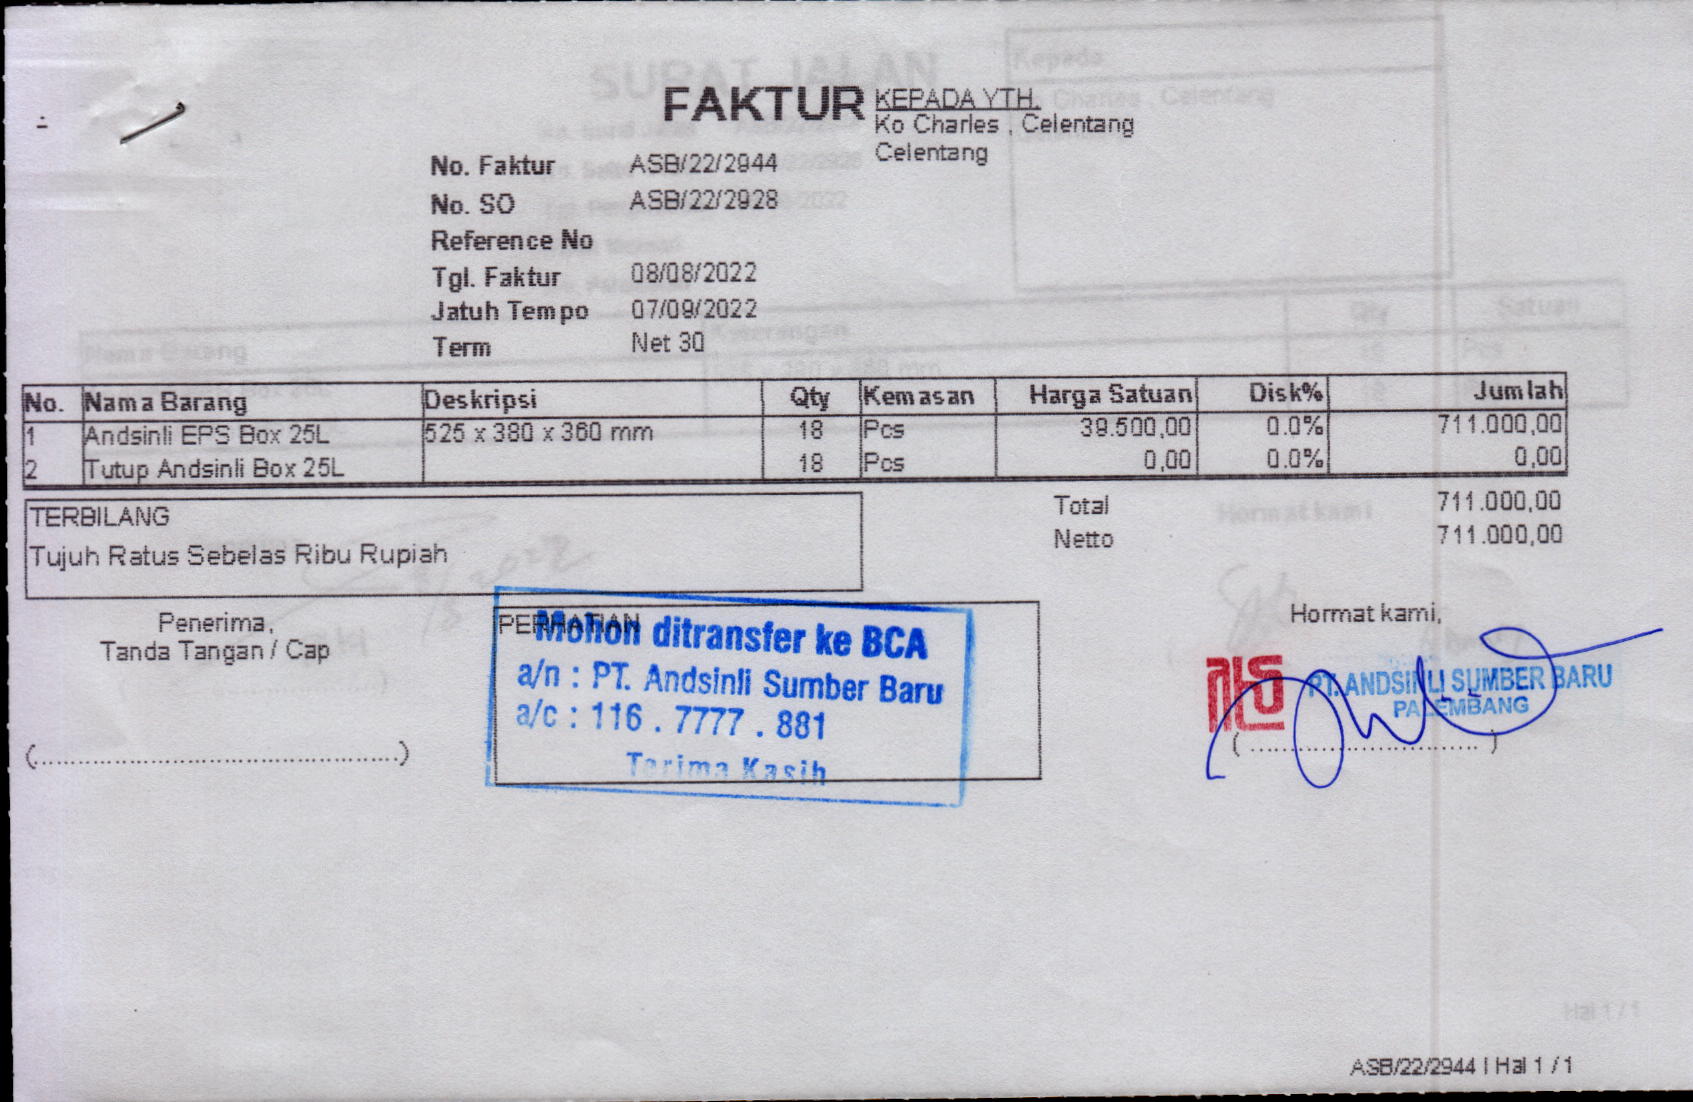 FAKTUR
KEPADA YTH.
Ko Charles , Celentang
Celentang
No. Faktur ASB/22/2944
No. SO ASB/22/2928
Reference No
Tgl. Faktur 08/08/2022
Jatuh Tempo 07/09/2022
Term Net 30
No. Nama Barang Deskripsi Qty Kemasan Harga Satuan Disk% Jumlah
1 Andsinli EPS Box 25L 525 x 380 x 360 mm 18 Pcs 39.500,00 0.0% 711.000,00
2 Tutup Andsinli Box 25L 18 Pcs 0,00 0.0% 0,00
TERBILANG
Tujuh Ratus Sebelas Ribu Rupiah
Total 711.000,00
Netto 711.000,00
Penerima,
Tanda Tangan / Cap
(..............................................)
PERHATIAN
Mohon ditransfer ke BCA
a/n : PT. Andsinli Sumber Baru
a/c : 116 . 7777 . 881
Terima Kasih
Hormat kami,
PT. ANDSINLI SUMBER BARU
PALEMBANG
( .............................. )
ASB/22/2944 | Hal 1 / 1